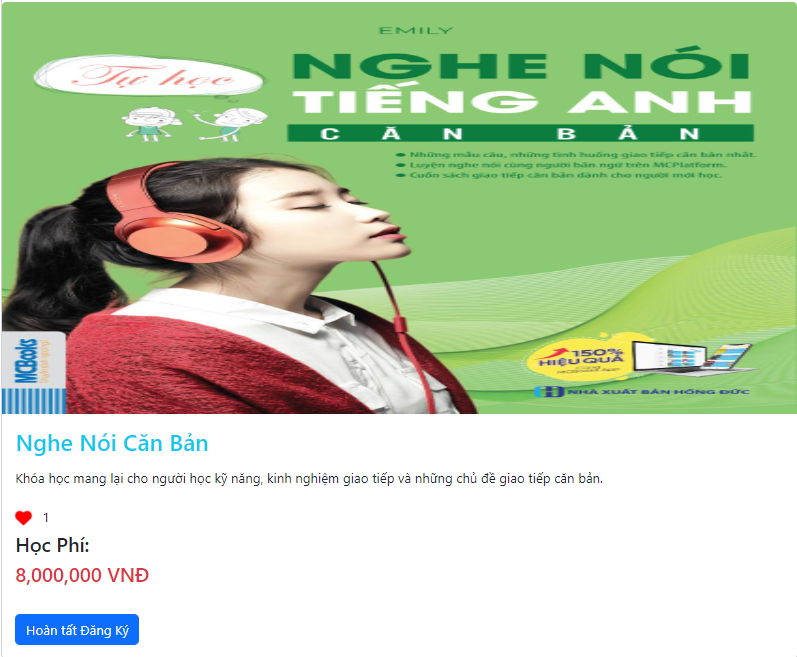 EMILY
Tự học
NGHE NÓI
TIẾNG ANH
CĂN BẢN
Những mẫu câu, những tình huống giao tiếp căn bản nhất.
Luyện nghe nói cùng người bản ngữ trên MCPlatform.
Cuốn sách giao tiếp căn bản dành cho người mới học.
MCBooks
150%
HIỆU QUẢ
NHÀ XUẤT BẢN HỒNG ĐỨC
Nghe Nói Căn Bản
Khóa học mang lại cho người học kỹ năng, kinh nghiệm giao tiếp và những chủ đề giao tiếp căn bản.
1
Học Phí:
8,000,000 VNĐ
Hoàn tất Đăng Ký